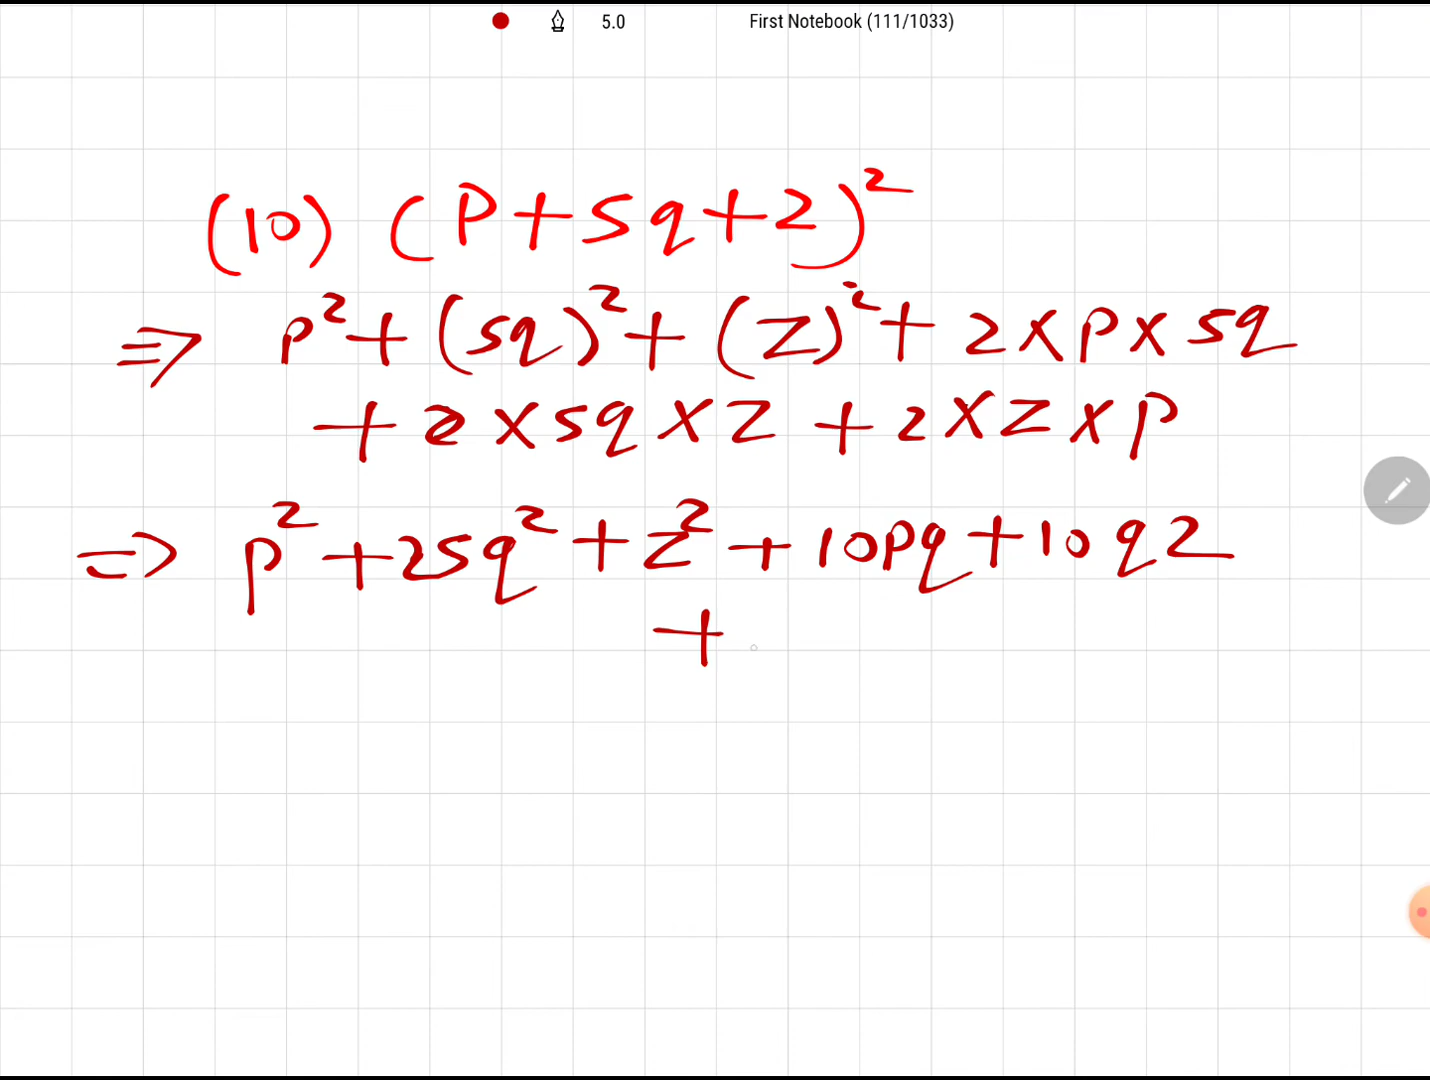 5.0 First Notebook (111/1033)
(10) (P+5q+z)²
⇒ p²+(5q)²+(z)²+2×p×5q
+2×5q×z+2×z×p
⇒ p²+25q²+z²+10pq+10qz
+